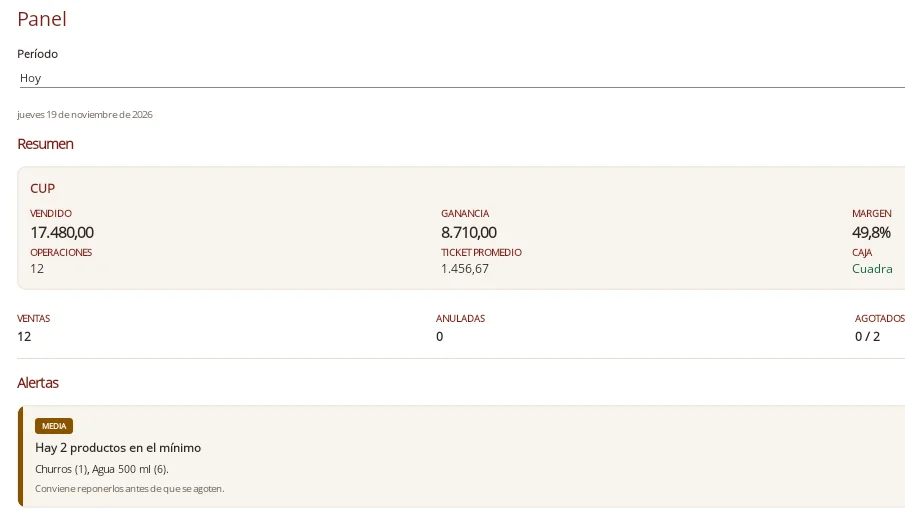 Panel
Período
Hoy
jueves 19 de noviembre de 2026
Resumen
CUP
VENDIDO GANANCIA MARGEN
17.480,00 8.710,00 49,8%
OPERACIONES TICKET PROMEDIO CAJA
12 1.456,67 Cuadra
VENTAS ANULADAS AGOTADOS
12 0 0 / 2
Alertas
MEDIA
Hay 2 productos en el mínimo
Churros (1), Agua 500 ml (6).
Conviene reponerlos antes de que se agoten.